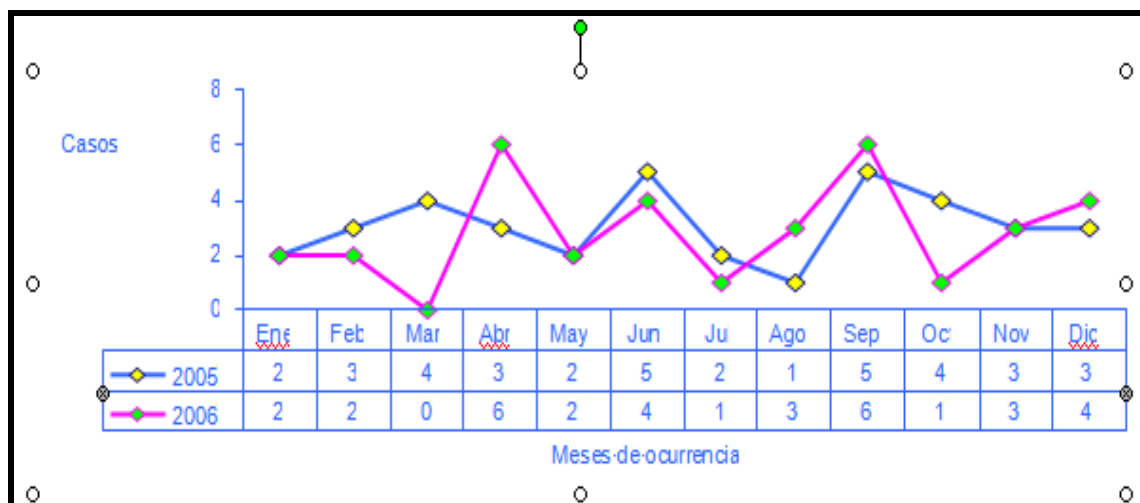 8
Casos
6
4
2
0
Ene Feb Mar Abr May Jun Jul Ago Sep Oc Nov Dic
2005 2 3 4 3 2 5 2 1 5 4 3 3
2006 2 2 0 6 2 4 1 3 6 1 3 4
Meses·de·ocurrencia